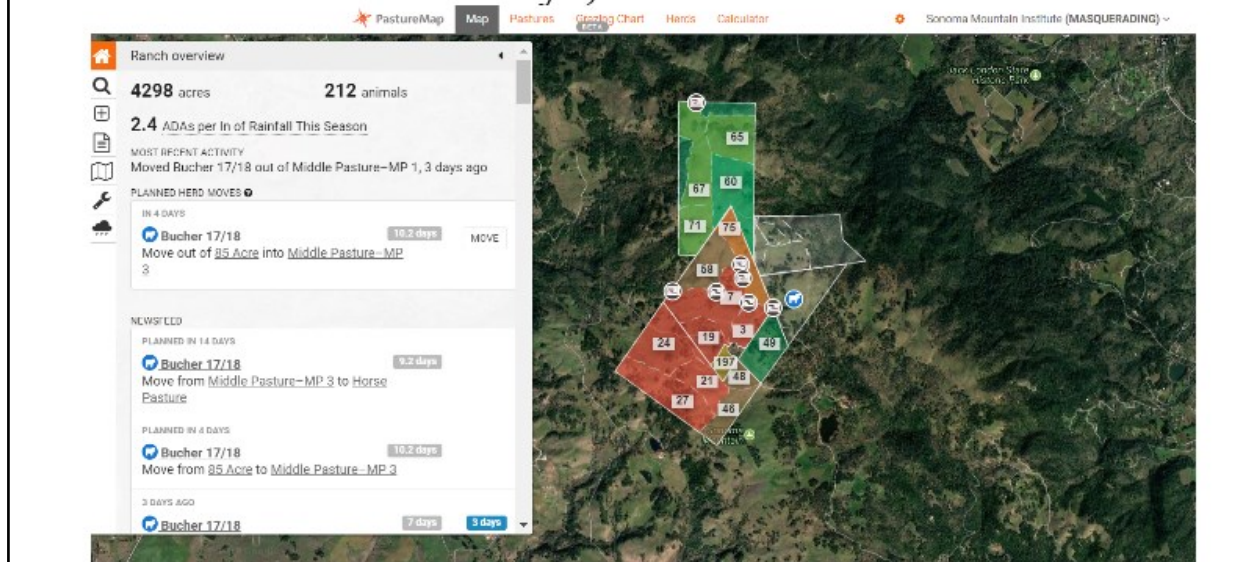 PastureMap Map Pastures Grazing Chart Herds Calculator Sonoma Mountain Institute (MASQUERADING)
BETA
Ranch overview
4298 acres 212 animals
2.4 ADAs per In of Rainfall This Season
MOST RECENT ACTIVITY
Moved Bucher 17/18 out of Middle Pasture–MP 1, 3 days ago
PLANNED HERD MOVES
IN 4 DAYS
Bucher 17/18 10.2 days MOVE
Move out of 85 Acre into Middle Pasture–MP
3
NEWSFEED
PLANNED IN 14 DAYS
Bucher 17/18 9.2 days
Move from Middle Pasture–MP 3 to Horse
Pasture
PLANNED IN 4 DAYS
Bucher 17/18 10.2 days
Move from 85 Acre to Middle Pasture–MP 3
3 DAYS AGO
Bucher 17/18 7 days 3 days
Jack London State
Historic Park
65
60
67
71
75
68
7
3
19
24
49
197
48
21
27
46